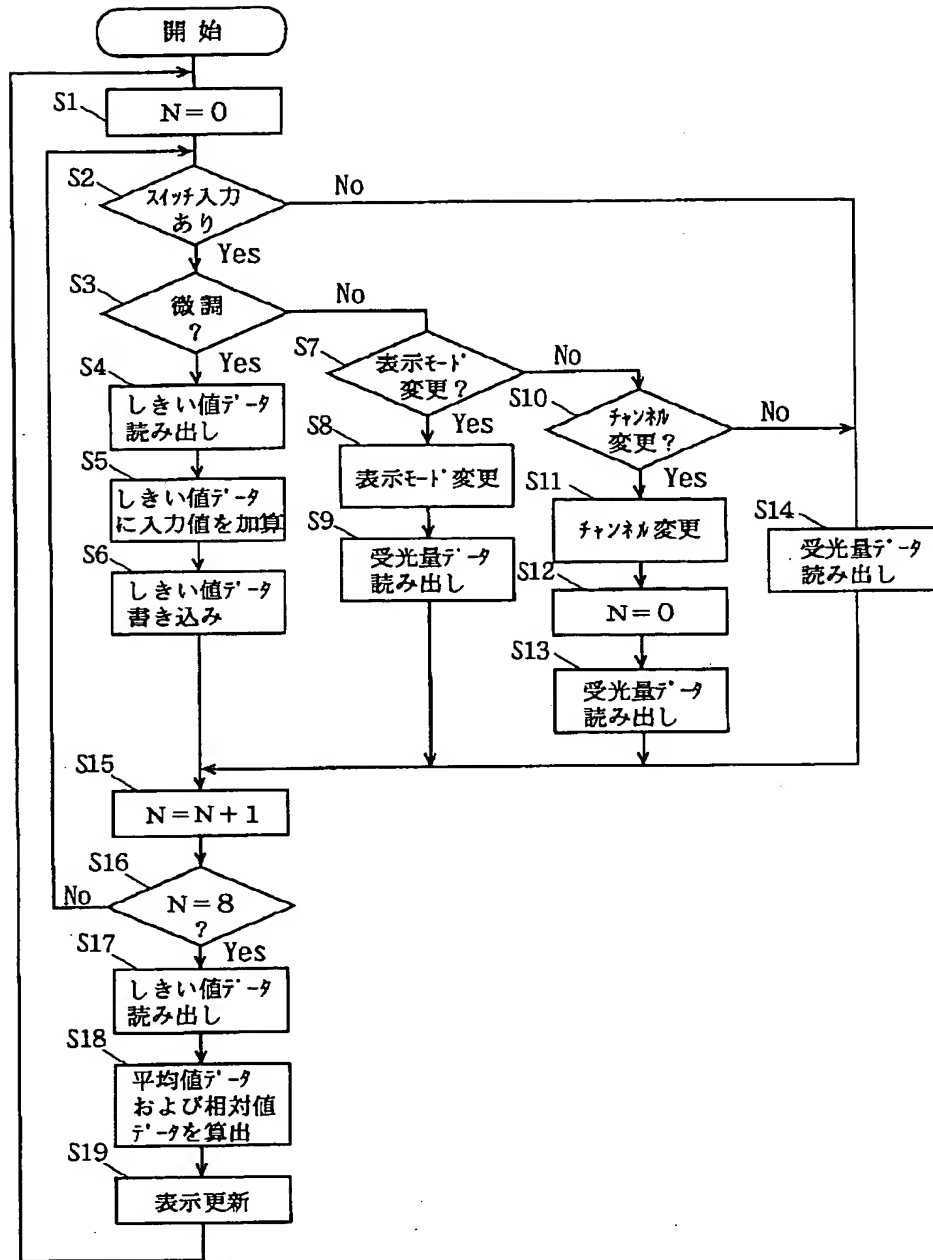 開始
S1
N=0
S2
スイッチ入力
あり
No
Yes
S3
微調
?
No
Yes
S4
しきい値データ
読み出し
S5
しきい値データ
に入力値を加算
S6
しきい値データ
書き込み
S7
表示モード
変更?
No
Yes
S8
表示モード変更
S9
受光量データ
読み出し
S10
チャンネル
変更?
No
Yes
S11
チャンネル変更
S12
N=0
S13
受光量データ
読み出し
S14
受光量データ
読み出し
S15
N=N+1
S16
N=8
?
No
Yes
S17
しきい値データ
読み出し
S18
平均値データ
および相対値
データを算出
S19
表示更新